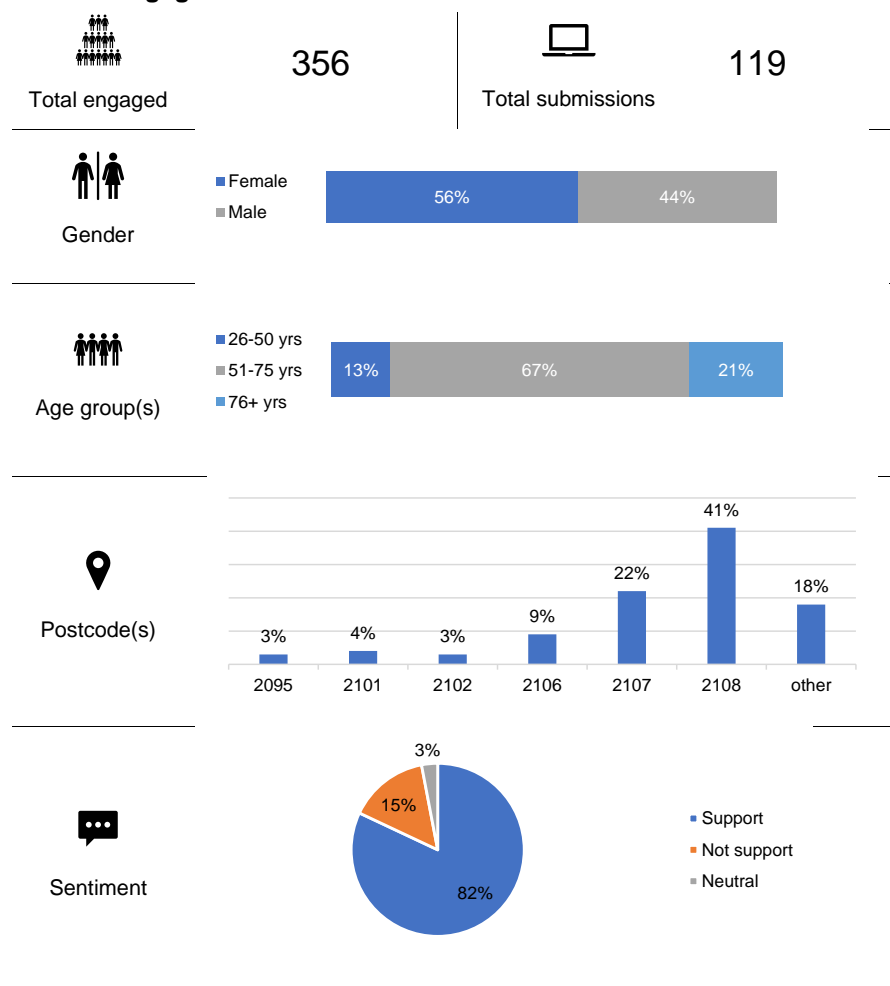 356
119
Total engaged
Total submissions
Female
Male
56%
44%
Gender
26-50 yrs
51-75 yrs
76+ yrs
13%
67%
21%
Age group(s)
41%
22%
18%
9%
3%
4%
3%
Postcode(s)
2095
2101
2102
2106
2107
2108
other
3%
15%
82%
Support
Not support
Neutral
Sentiment